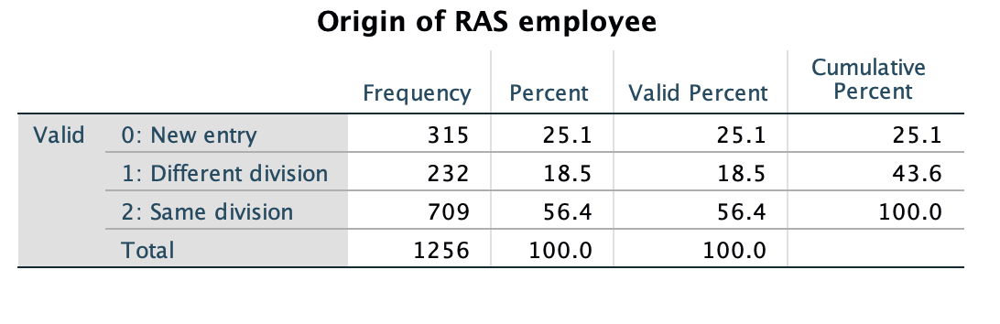 Origin of RAS employee
Frequency Percent Valid Percent Cumulative Percent
Valid 0: New entry 315 25.1 25.1 25.1
1: Different division 232 18.5 18.5 43.6
2: Same division 709 56.4 56.4 100.0
Total 1256 100.0 100.0